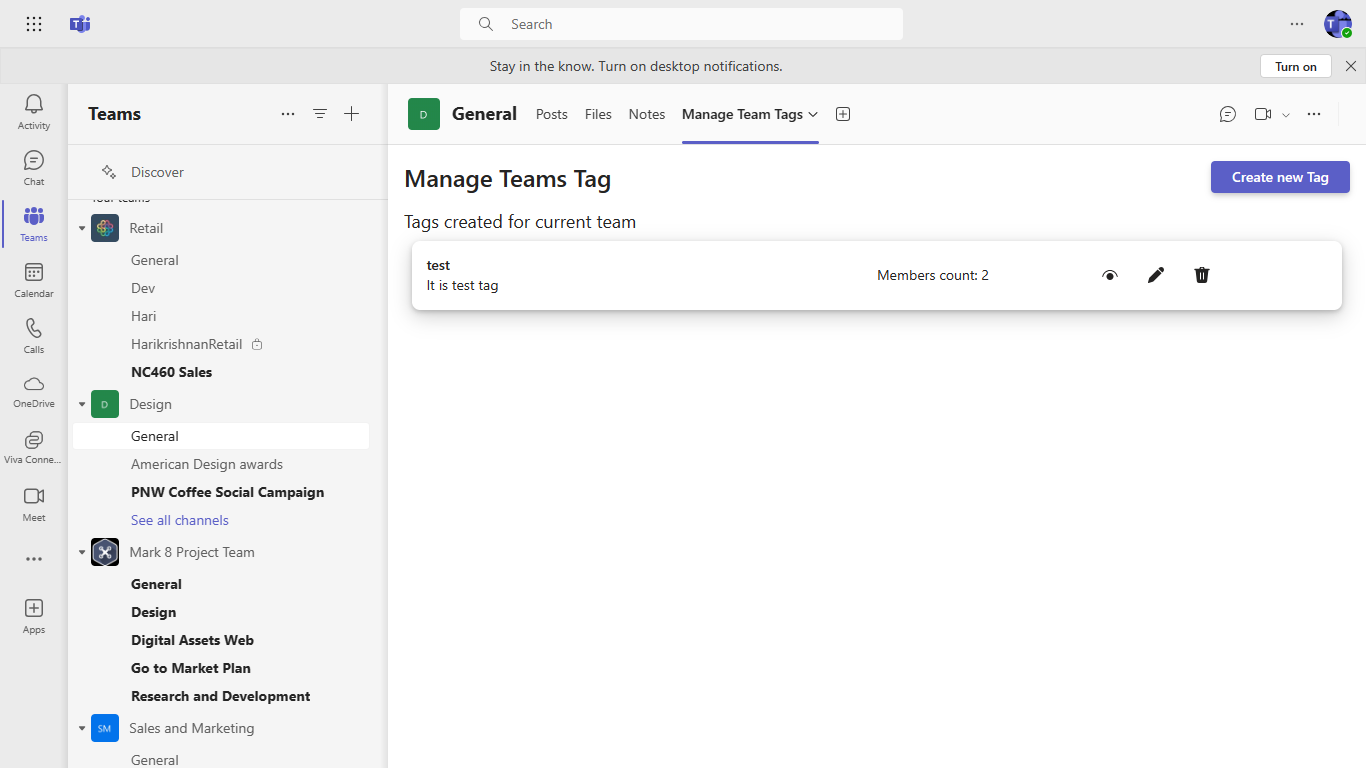 Search
Stay in the know. Turn on desktop notifications.
Turn on
Activity
Chat
Teams
Calendar
Calls
OneDrive
Viva Conne...
Meet
Apps
Teams
Discover
Your teams
Retail
General
Dev
Hari
HarikrishnanRetail
NC460 Sales
D
Design
General
American Design awards
PNW Coffee Social Campaign
See all channels
Mark 8 Project Team
General
Design
Digital Assets Web
Go to Market Plan
Research and Development
SM
Sales and Marketing
General
D
General
Posts
Files
Notes
Manage Team Tags
Manage Teams Tag
Create new Tag
Tags created for current team
test
It is test tag
Members count: 2